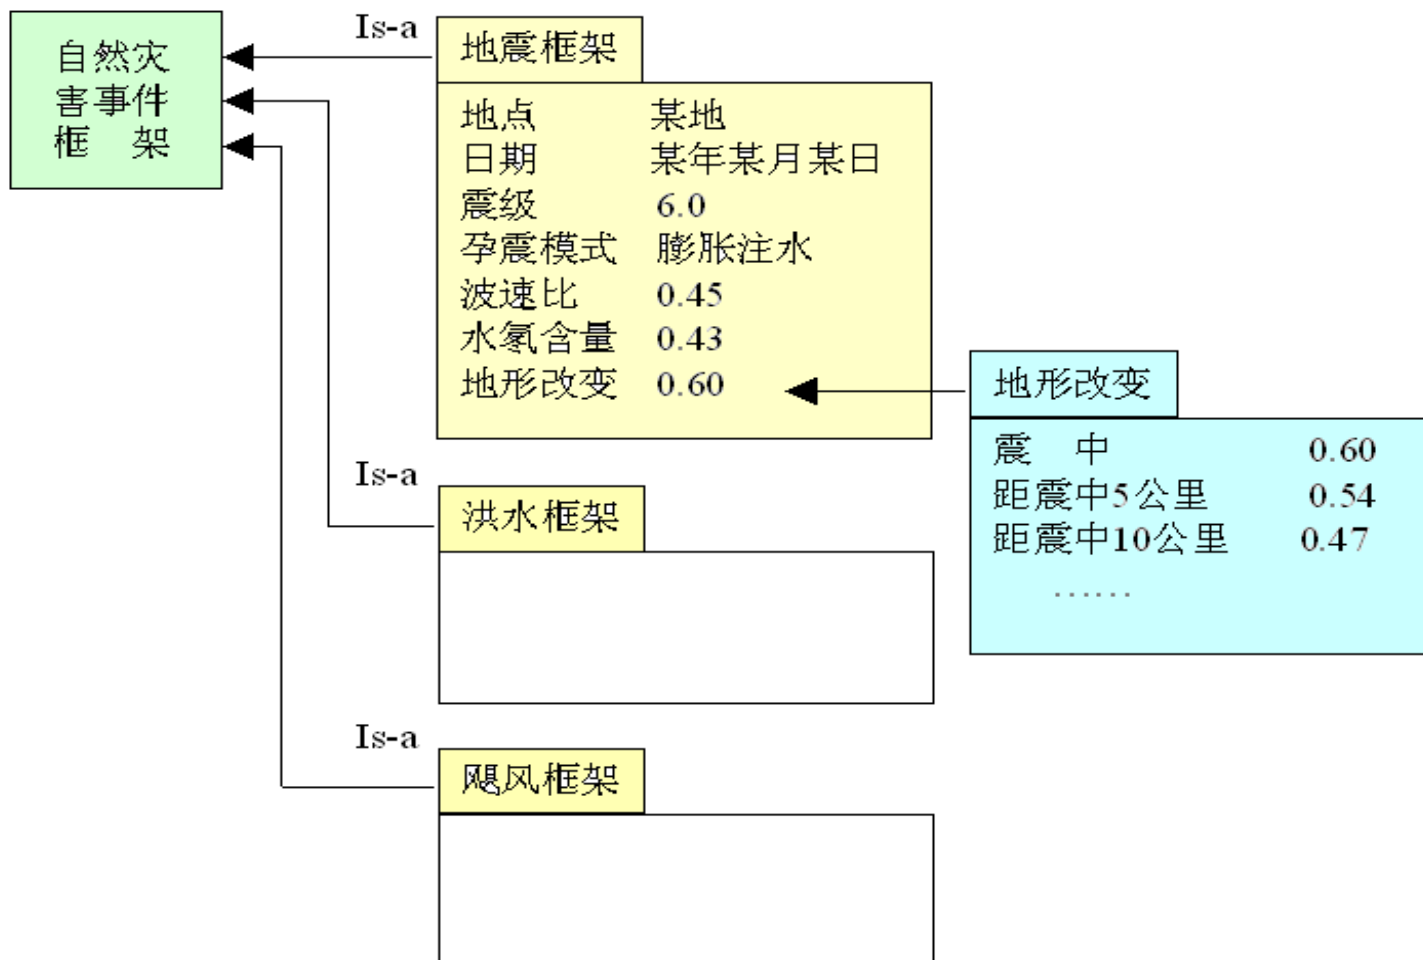 自然灾
害事件
框 架
Is-a
地震框架
地点 某地
日期 某年某月某日
震级 6.0
孕震模式 膨胀注水
波速比 0.45
水氡含量 0.43
地形改变 0.60
地形改变
震 中 0.60
距震中5公里 0.54
距震中10公里 0.47
······
Is-a
洪水框架
Is-a
飓风框架